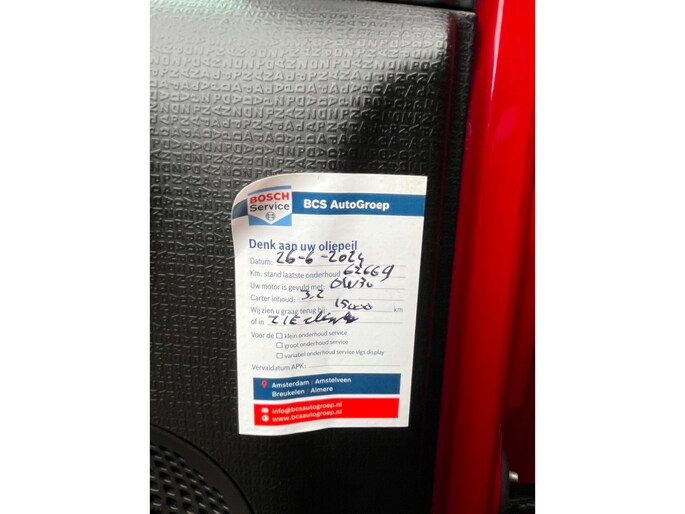 BOSCH
Service
BCS AutoGroep
Denk aan uw oliepeil
Datum: 26-6-2024
Km. stand laatste onderhoud 62669
Uw motor is gevuld met: 0W30
Carter inhoud: 3,2
Wij zien u graag terug bij: 15000 km
of in
Voor de klein onderhoud service
groot onderhoud service
variabel onderhoud service vlgs display
Vervaldatum APK:
Amsterdam | Amstelveen
Breukelen | Almere
info@bcsautogroep.nl
www.bcsautogroep.nl